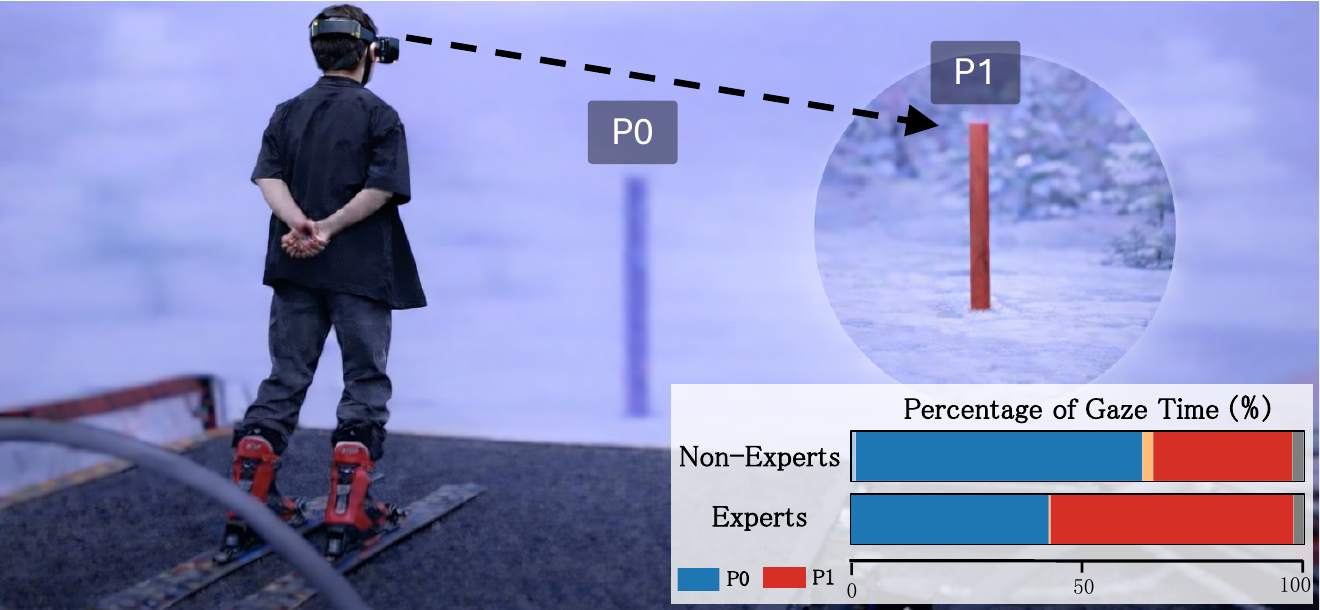 P1
P0
Percentage of Gaze Time (%)
Non-Experts
Experts
P0 P1
0 50 100